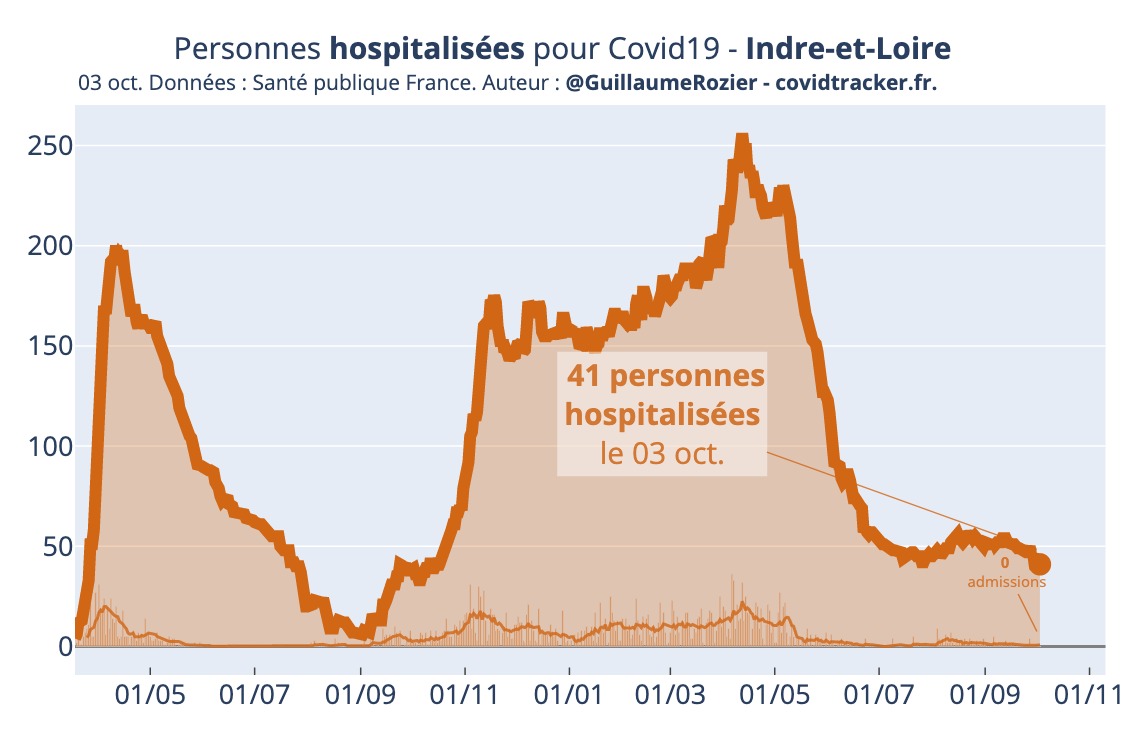 Personnes hospitalisées pour Covid19 - Indre-et-Loire
03 oct. Données : Santé publique France. Auteur : @GuillaumeRozier - covidtracker.fr.
250
200
150
100
50
0
41 personnes
hospitalisées
le 03 oct.
0
admissions
01/05
01/07
01/09
01/11
01/01
01/03
01/05
01/07
01/09
01/11